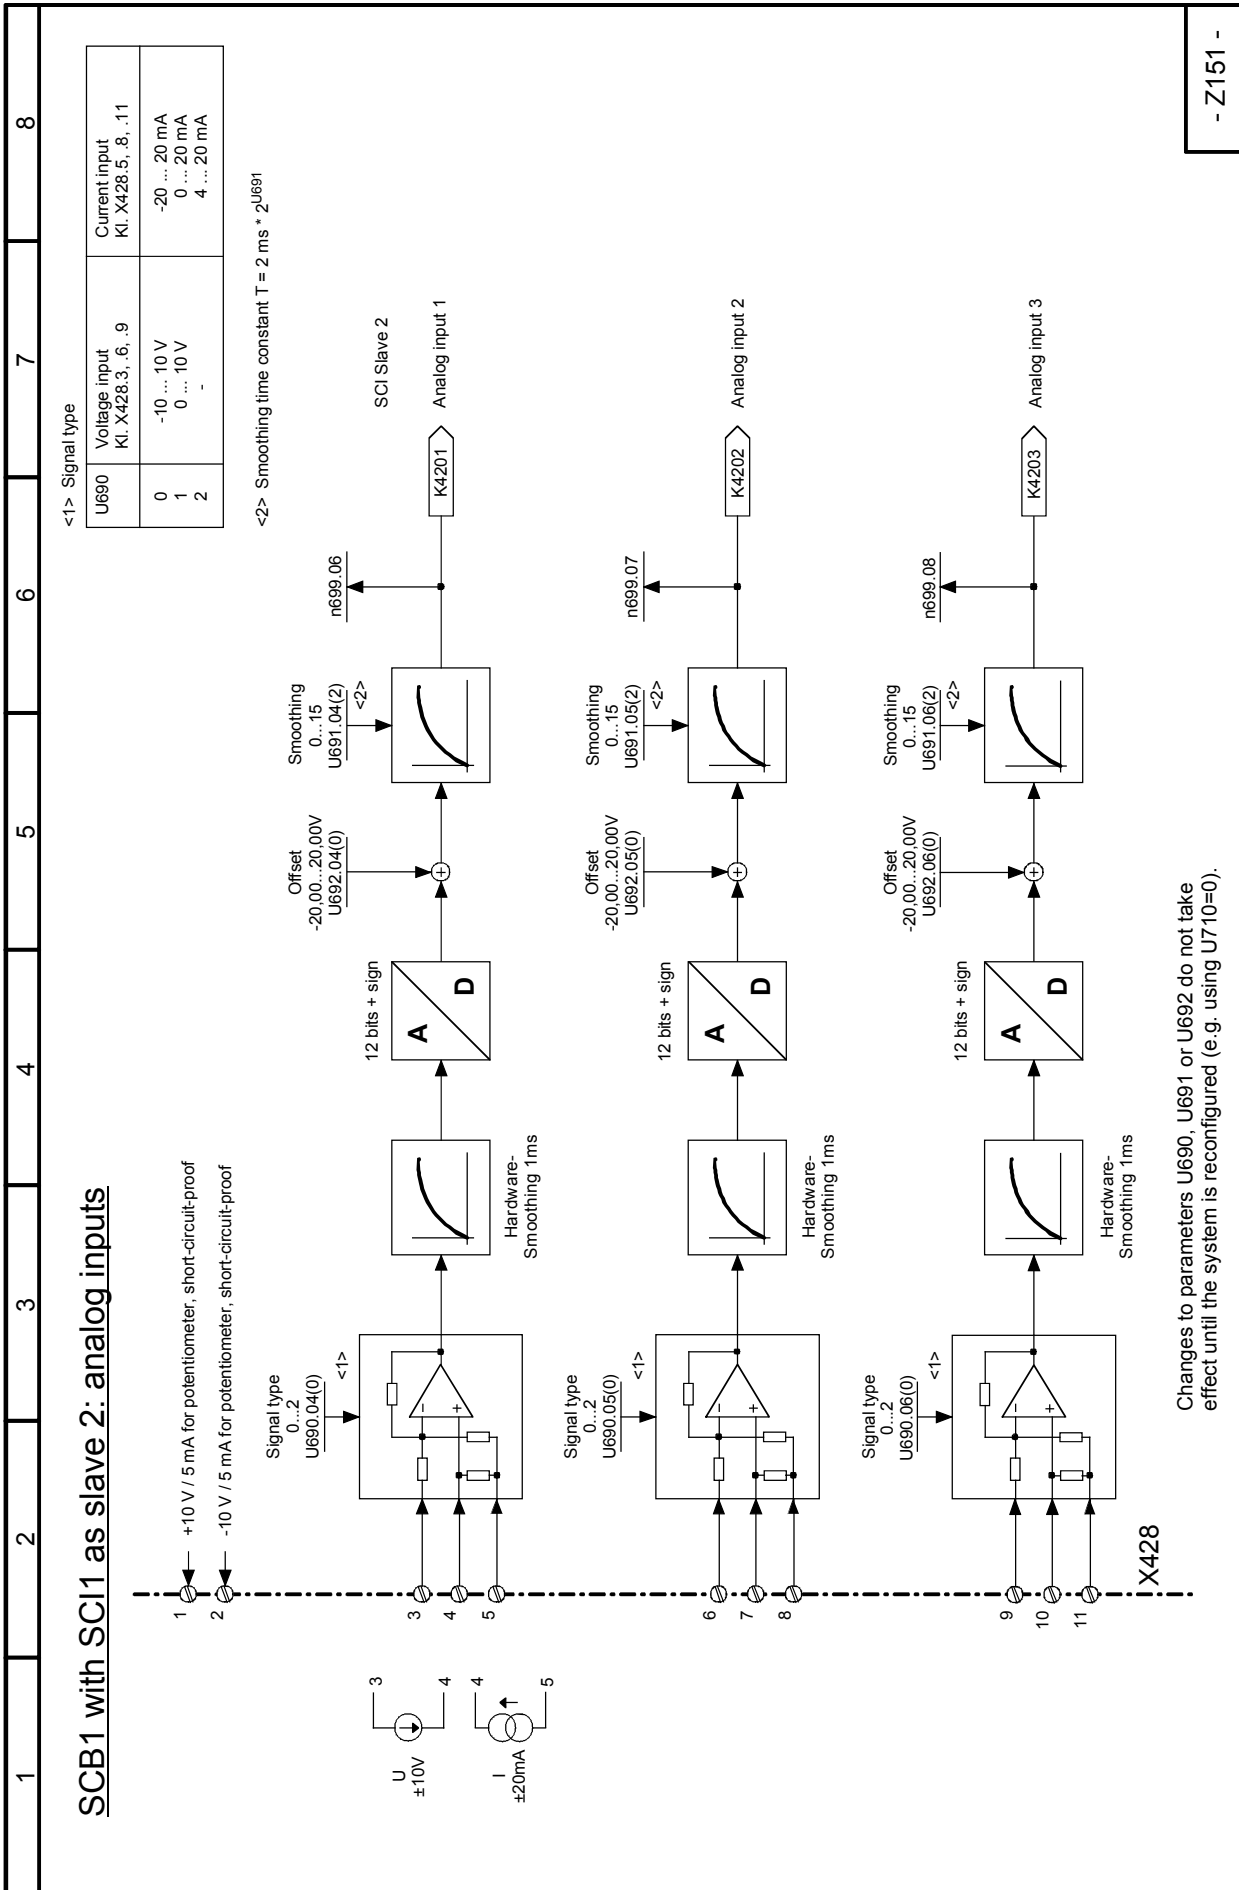 1
2
3
4
5
6
7
8
SCB1 with SCI1 as slave 2: analog inputs
<1> Signal type
U690
Voltage input
Kl. X428.3, .6, .9
Current input
Kl. X428.5, .8, .11
0
-10 ... 10 V
-20 ... 20 mA
1
0 ... 10 V
0 ... 20 mA
2
-
4 ... 20 mA
<2> Smoothing time constant T = 2 ms * 2^U691
1
+10 V / 5 mA for potentiometer, short-circuit-proof
2
-10 V / 5 mA for potentiometer, short-circuit-proof
U
±10V
3
4
I
±20mA
4
5
Signal type
0...2
U690.04(0)
<1>
3
4
5
-
+
Hardware-
Smoothing 1ms
12 bits + sign
A
D
Offset
-20,00...20,00V
U692.04(0)
+
Smoothing
0...15
U691.04(2)
<2>
n699.06
K4201
SCI Slave 2
Analog input 1
Signal type
0...2
U690.05(0)
<1>
6
7
8
-
+
Hardware-
Smoothing 1ms
12 bits + sign
A
D
Offset
-20,00...20,00V
U692.05(0)
+
Smoothing
0...15
U691.05(2)
<2>
n699.07
K4202
Analog input 2
Signal type
0...2
U690.06(0)
<1>
9
10
11
-
+
Hardware-
Smoothing 1ms
12 bits + sign
A
D
Offset
-20,00...20,00V
U692.06(0)
+
Smoothing
0...15
U691.06(2)
<2>
n699.08
K4203
Analog input 3
X428
Changes to parameters U690, U691 or U692 do not take
effect until the system is reconfigured (e.g. using U710=0).
- Z151 -